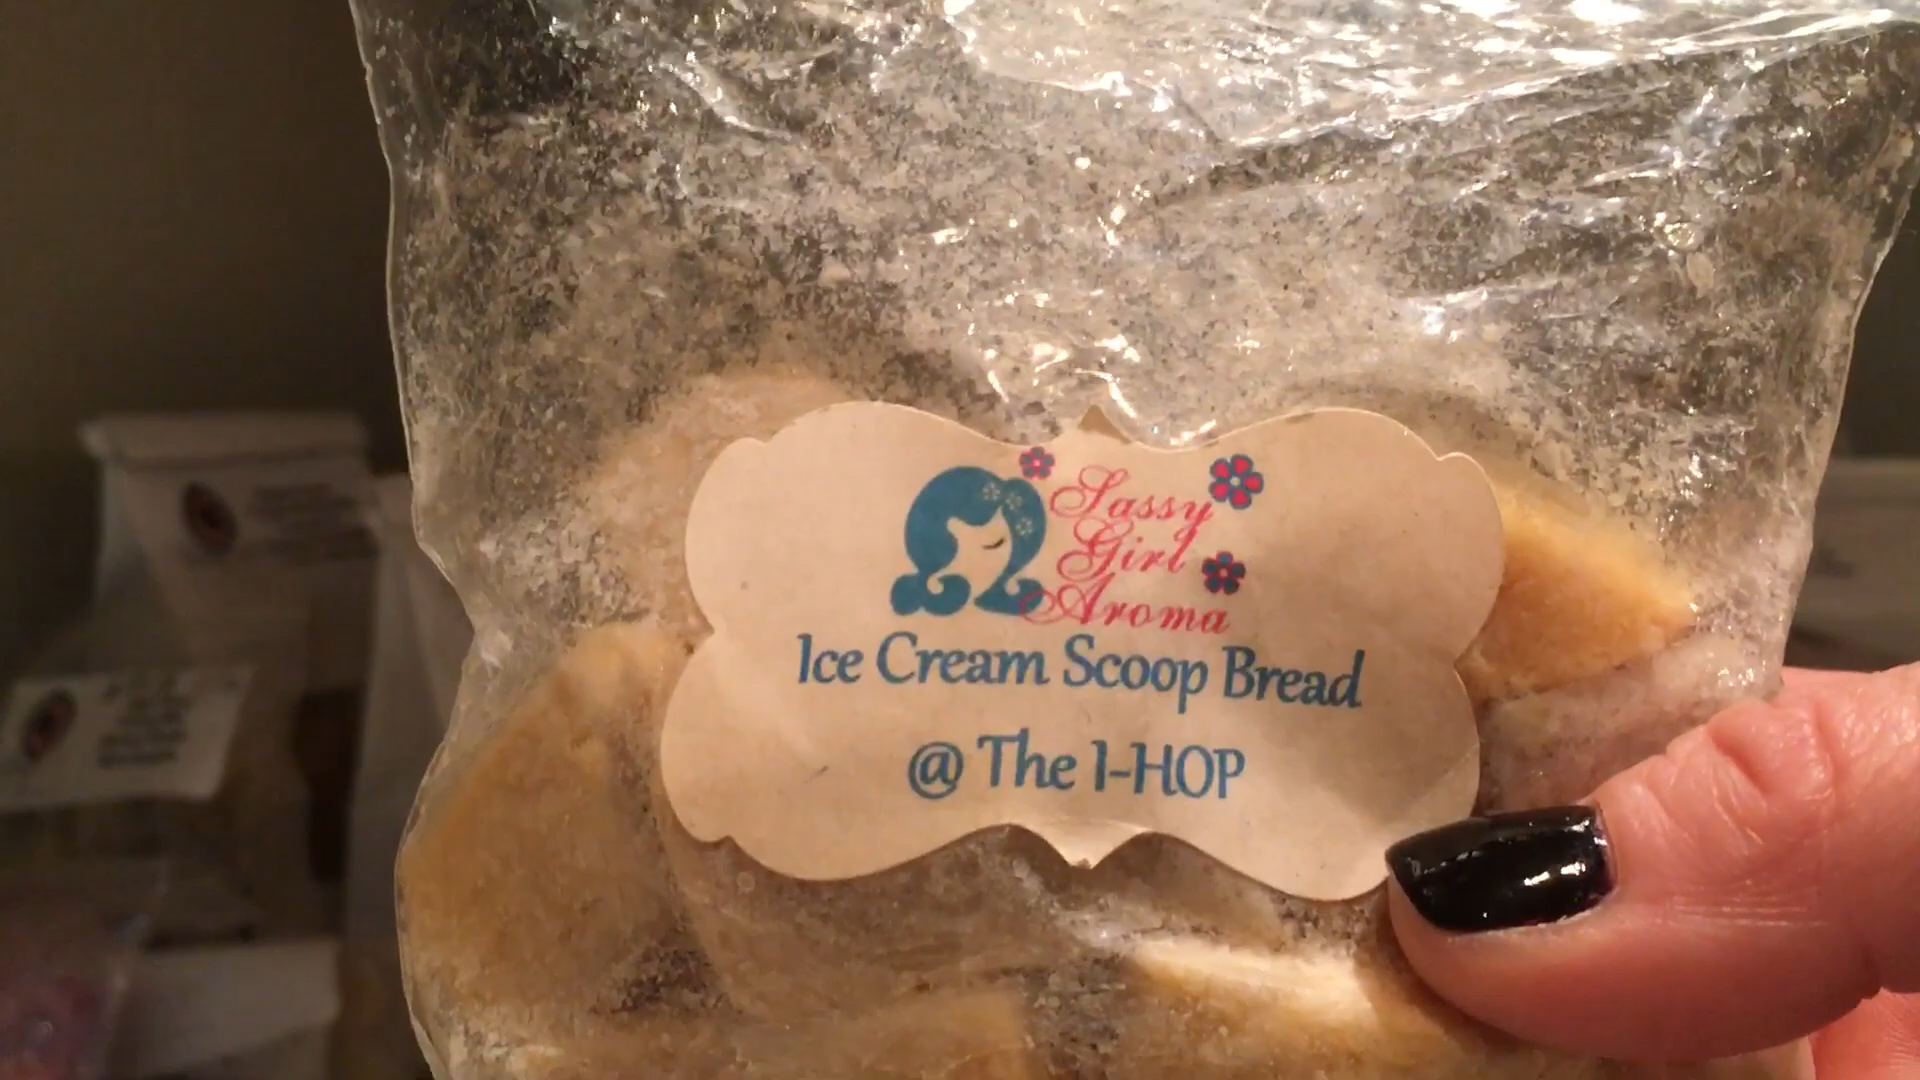 Sassy
Girl
Aroma
Ice Cream Scoop Bread
@ The I-HOP